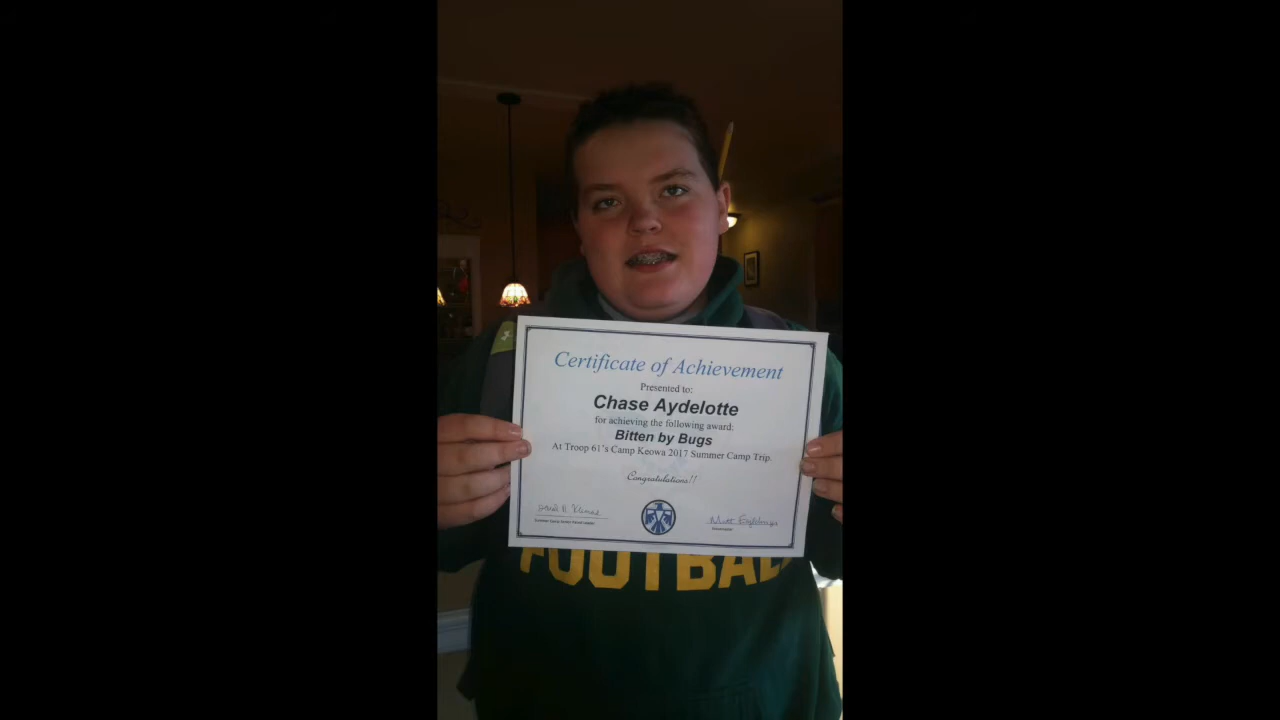 Certificate of Achievement
Presented to:
Chase Aydelotte
for achieving the following award:
Bitten by Bugs
At Troop 61's Camp Keowa 2017 Summer Camp Trip.
Congratulations!!
FOOTBALL